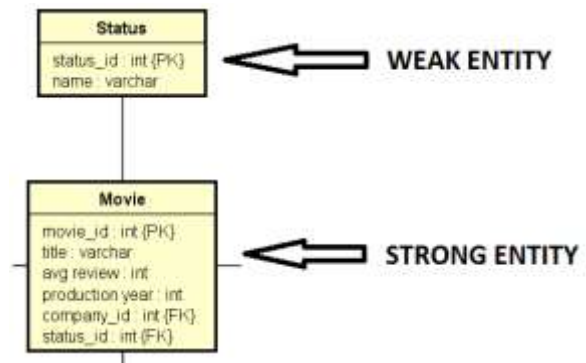 Status
status_id : int {PK}
name : varchar
WEAK ENTITY
Movie
movie_id : int {PK}
title : varchar
avg review : int
production year : int
company_id : int {FK}
status_id : int {FK}
STRONG ENTITY